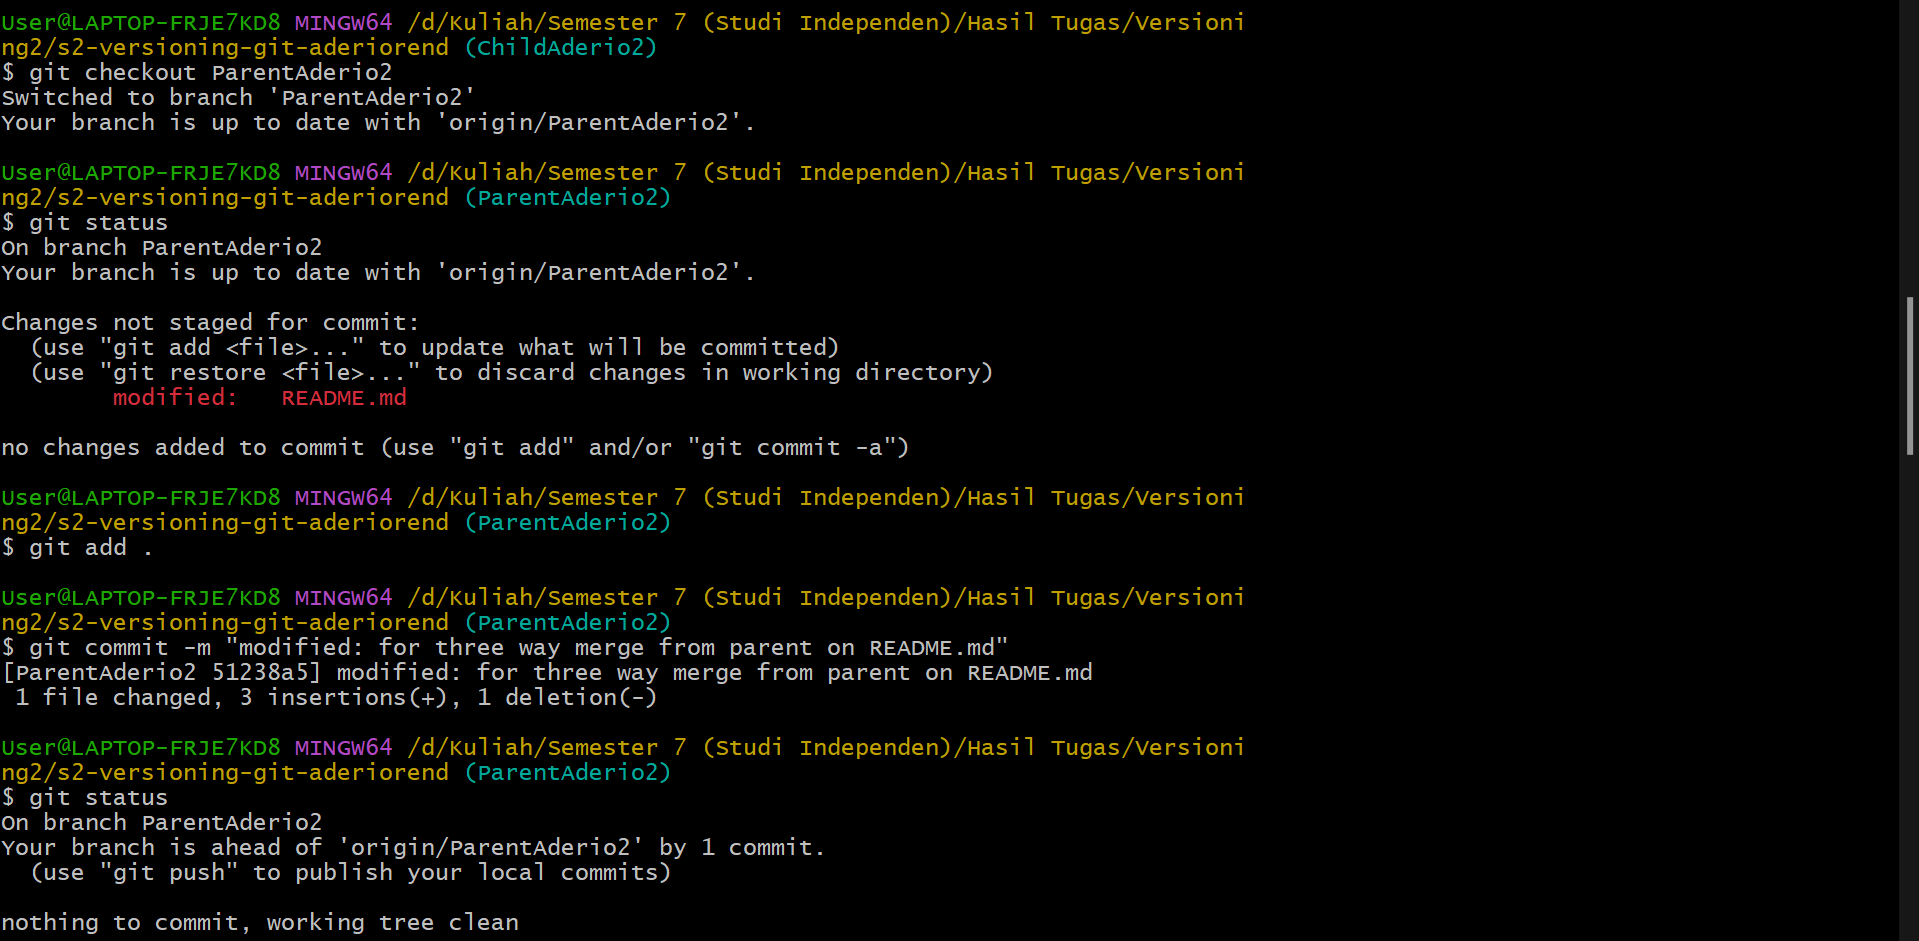 User@LAPTOP-FRJE7KD8 MINGW64 /d/Kuliah/Semester 7 (Studi Independen)/Hasil Tugas/Versioni
ng2/s2-versioning-git-aderiorend (ChildAderio2)
$ git checkout ParentAderio2
Switched to branch 'ParentAderio2'
Your branch is up to date with 'origin/ParentAderio2'.

User@LAPTOP-FRJE7KD8 MINGW64 /d/Kuliah/Semester 7 (Studi Independen)/Hasil Tugas/Versioni
ng2/s2-versioning-git-aderiorend (ParentAderio2)
$ git status
On branch ParentAderio2
Your branch is up to date with 'origin/ParentAderio2'.

Changes not staged for commit:
  (use "git add <file>..." to update what will be committed)
  (use "git restore <file>..." to discard changes in working directory)
        modified:   README.md

no changes added to commit (use "git add" and/or "git commit -a")

User@LAPTOP-FRJE7KD8 MINGW64 /d/Kuliah/Semester 7 (Studi Independen)/Hasil Tugas/Versioni
ng2/s2-versioning-git-aderiorend (ParentAderio2)
$ git add .

User@LAPTOP-FRJE7KD8 MINGW64 /d/Kuliah/Semester 7 (Studi Independen)/Hasil Tugas/Versioni
ng2/s2-versioning-git-aderiorend (ParentAderio2)
$ git commit -m "modified: for three way merge from parent on README.md"
[ParentAderio2 51238a5] modified: for three way merge from parent on README.md
 1 file changed, 3 insertions(+), 1 deletion(-)

User@LAPTOP-FRJE7KD8 MINGW64 /d/Kuliah/Semester 7 (Studi Independen)/Hasil Tugas/Versioni
ng2/s2-versioning-git-aderiorend (ParentAderio2)
$ git status
On branch ParentAderio2
Your branch is ahead of 'origin/ParentAderio2' by 1 commit.
  (use "git push" to publish your local commits)

nothing to commit, working tree clean